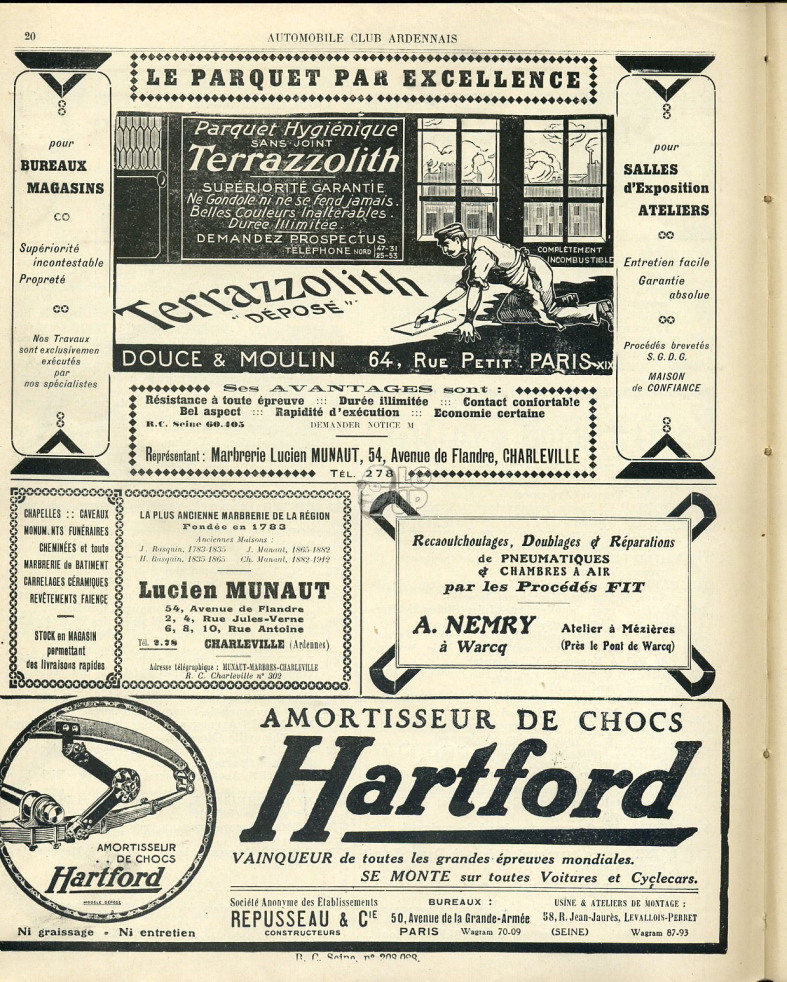 20
AUTOMOBILE CLUB ARDENNAIS
LE PARQUET PAR EXCELLENCE
pour
BUREAUX
MAGASINS
Supériorité
incontestable
Propreté
Nos Travaux
sont exclusivemen
exécutés
par
nos spécialistes
Parquet Hygiénique
SANS JOINT
Terrazzolith
SUPÉRIORITÉ GARANTIE
Ne Gondole ni ne se fend jamais.
Belles Couleurs Inaltérables.
Durée Illimitée.
DEMANDEZ PROSPECTUS
TÉLÉPHONE NORD 47-31
25-53
COMPLÈTEMENT
INCOMBUSTIBLE
Terrazzolith
"DÉPOSÉ"
DOUCE & MOULIN 64, RUE PETIT. PARIS-XIX
pour
SALLES
d'Exposition
ATELIERS
Entretien facile
Garantie
absolue
Procédés brevetés
S.G.D.G.
MAISON
de CONFIANCE
Ses AVANTAGES sont :
Résistance à toute épreuve ::: Durée illimitée ::: Contact confortable
Bel aspect ::: Rapidité d'exécution ::: Economie certaine
R.C. Seine 60.405 DEMANDER NOTICE M
Représentant : Marbrerie Lucien MUNAUT, 54, Avenue de Flandre, CHARLEVILLE
TÉL. 278
CHAPELLES :: CAVEAUX
MONUM.NTS FUNÉRAIRES
CHEMINÉES et toute
MARBRERIE de BATIMENT
CARRELAGES CÉRAMIQUES
REVÊTEMENTS FAIENCE
STOCK en MAGASIN
permettant
des livraisons rapides
LA PLUS ANCIENNE MARBRERIE DE LA RÉGION
Fondée en 1783
Anciennes Maisons :
J. Rasquin, 1783-1835 J. Munaut, 1865-1882
H. Rasquin, 1835-1865 Ch. Munaut, 1882-1912
Lucien MUNAUT
54, Avenue de Flandre
2, 4, Rue Jules-Verne
6, 8, 10, Rue Antoine
Tél. 2.78 CHARLEVILLE (Ardennes)
Adresse télégraphique : MUNAUT-MARBRES-CHARLEVILLE
R. C. Charleville n° 302
Recaoutchoutages, Doublages & Réparations
de PNEUMATIQUES
& CHAMBRES A AIR
par les Procédés FIT
A. NEMRY
à Warcq
Atelier à Mézières
(Près le Pont de Warcq)
AMORTISSEUR
.. DE CHOCS
Hartford
MODÈLE DÉPOSÉ
Ni graissage - Ni entretien
AMORTISSEUR DE CHOCS
Hartford
VAINQUEUR de toutes les grandes épreuves mondiales.
SE MONTE sur toutes Voitures et Cyclecars.
Société Anonyme des Établissements
REPUSSEAU & CIE
CONSTRUCTEURS
BUREAUX :
50, Avenue de la Grande-Armée
PARIS Wagram 70-09
USINE & ATELIERS DE MONTAGE :
58, R. Jean-Jaurès, LEVALLOIS-PERRET
(SEINE) Wagram 87-93
R. C. Seine, n° 208.088.